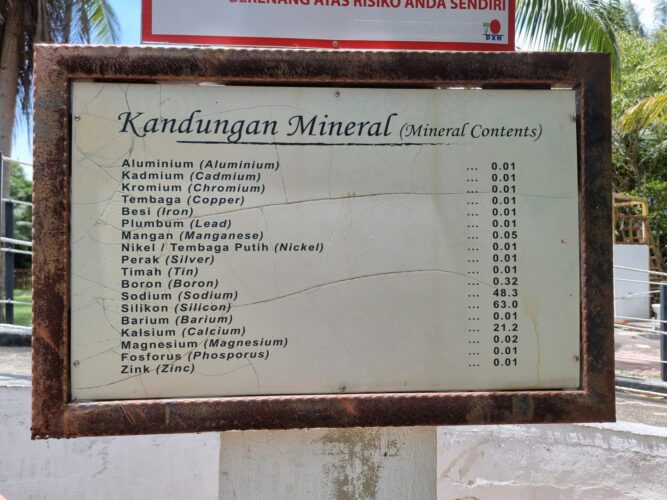 BERENANG ATAS RISIKO ANDA SENDIRI
DXN
Kandungan Mineral (Mineral Contents)
Aluminium (Aluminium) ... 0.01
Kadmium (Cadmium) ... 0.01
Kromium (Chromium) ... 0.01
Tembaga (Copper) ... 0.01
Besi (Iron) ... 0.01
Plumbum (Lead) ... 0.01
Mangan (Manganese) ... 0.05
Nikel / Tembaga Putih (Nickel) ... 0.01
Perak (Silver) ... 0.01
Timah (Tin) ... 0.01
Boron (Boron) ... 0.32
Sodium (Sodium) ... 48.3
Silikon (Silicon) ... 63.0
Barium (Barium) ... 0.01
Kalsium (Calcium) ... 21.2
Magnesium (Magnesium) ... 0.02
Fosforus (Phosporus) ... 0.01
Zink (Zinc) ... 0.01